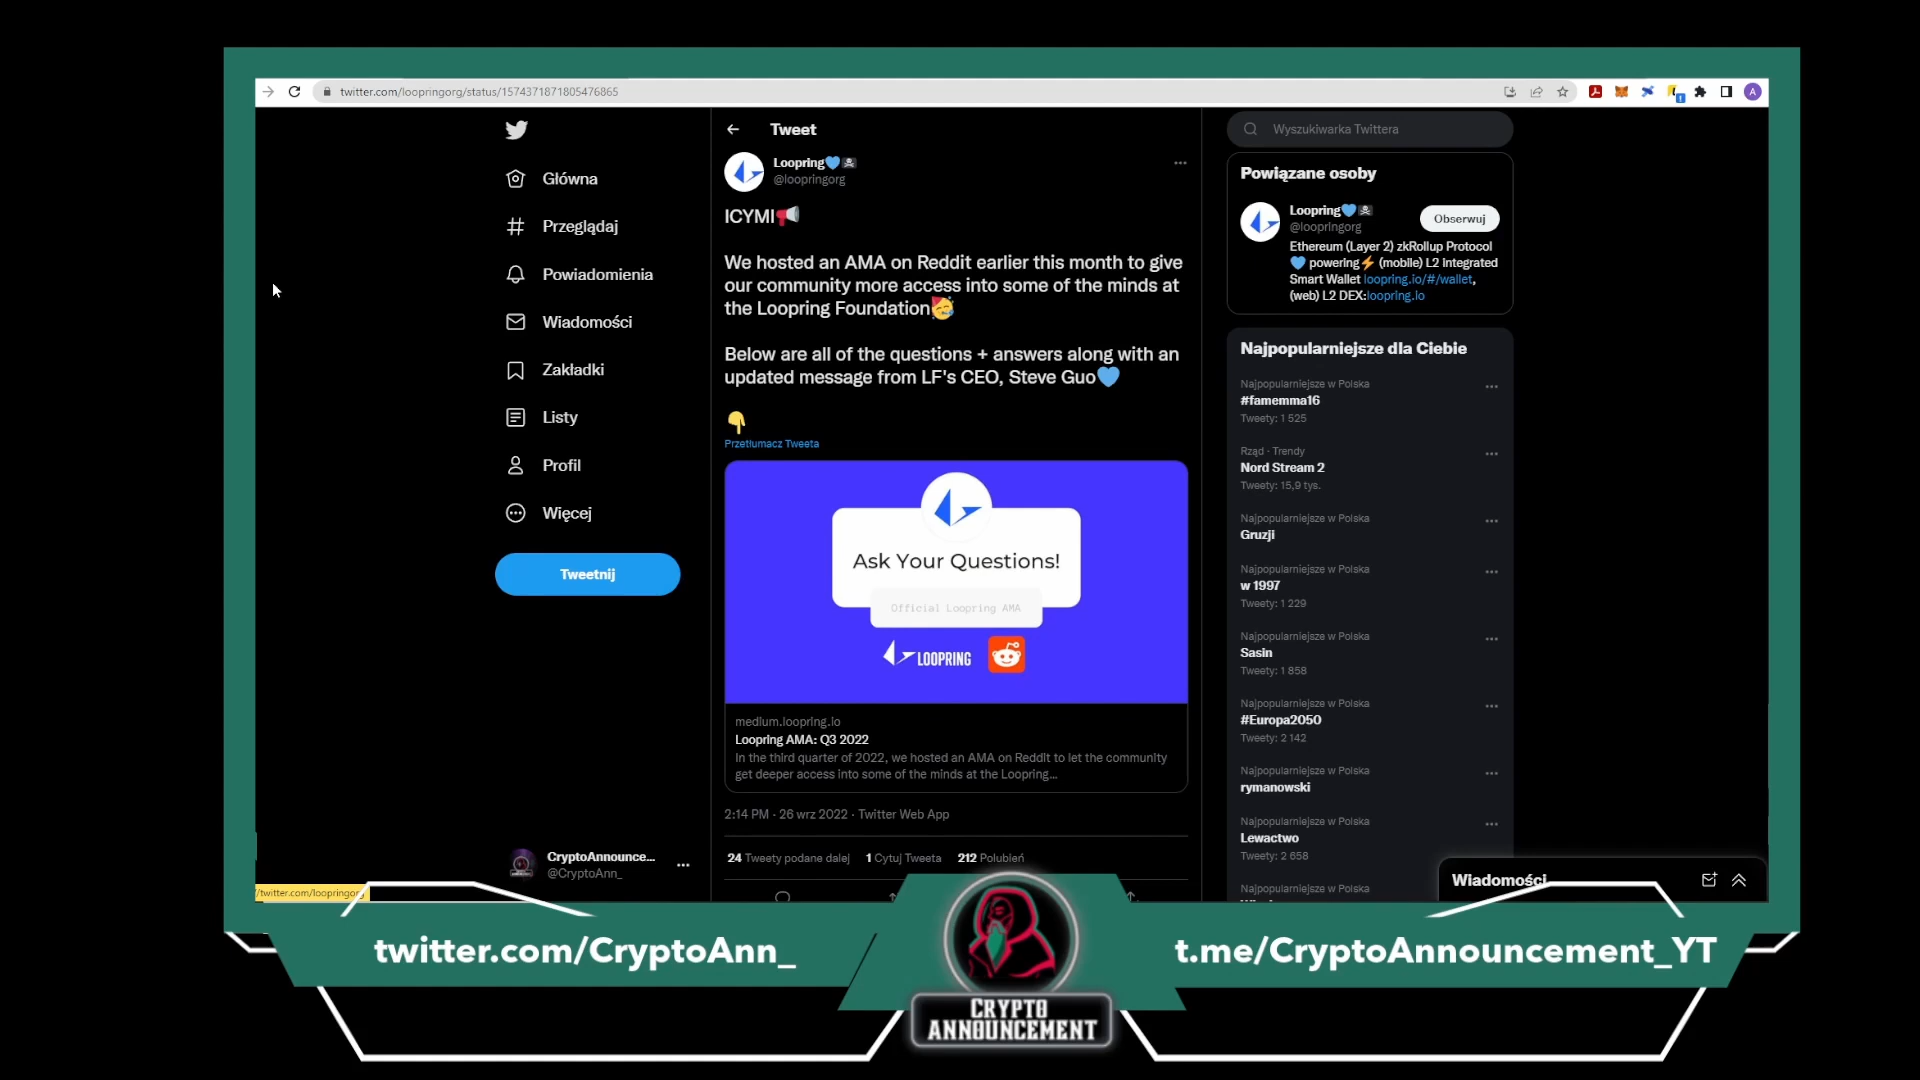 twitter.com/loopringorg/status/1574371871805476865
A
Główna
Przeglądaj
Powiadomienia
Wiadomości
Zakładki
Listy
Profil
Więcej
Tweetnij
CryptoAnnounce...
@CryptoAnn_
Tweet
Loopring💙🏴‍☠️
@loopringorg
ICYMI📢
We hosted an AMA on Reddit earlier this month to give
our community more access into some of the minds at
the Loopring Foundation🥳
Below are all of the questions + answers along with an
updated message from LF's CEO, Steve Guo💙
👇
Przetłumacz Tweeta
Ask Your Questions!
Official Loopring AMA
LOOPRING
medium.loopring.io
Loopring AMA: Q3 2022
In the third quarter of 2022, we hosted an AMA on Reddit to let the community
get deeper access into some of the minds at the Loopring...
2:14 PM · 26 wrz 2022 · Twitter Web App
24 Tweety podane dalej 1 Cytuj Tweeta 212 Polubień
Wyszukiwarka Twittera
Powiązane osoby
Loopring💙🏴‍☠️
@loopringorg
Obserwuj
Ethereum (Layer 2) zkRollup Protocol
💙 powering⚡ (mobile) L2 Integrated
Smart Wallet loopring.io/#/wallet,
(web) L2 DEX:loopring.io
Najpopularniejsze dla Ciebie
Najpopularniejsze w Polska
#famemma16
Tweety: 1 525
Rząd · Trendy
Nord Stream 2
Tweety: 15,9 tys.
Najpopularniejsze w Polska
Gruzji
Najpopularniejsze w Polska
w 1997
Tweety: 1 229
Najpopularniejsze w Polska
Sasin
Tweety: 1 858
Najpopularniejsze w Polska
#Europa2050
Tweety: 2 142
Najpopularniejsze w Polska
rymanowski
Najpopularniejsze w Polska
Lewactwo
Tweety: 2 658
Najpopularniejsze w Polska
Wiadomości
/twitter.com/loopringorg
twitter.com/CryptoAnn_
t.me/CryptoAnnouncement_YT
CRYPTO
ANNOUNCEMENT